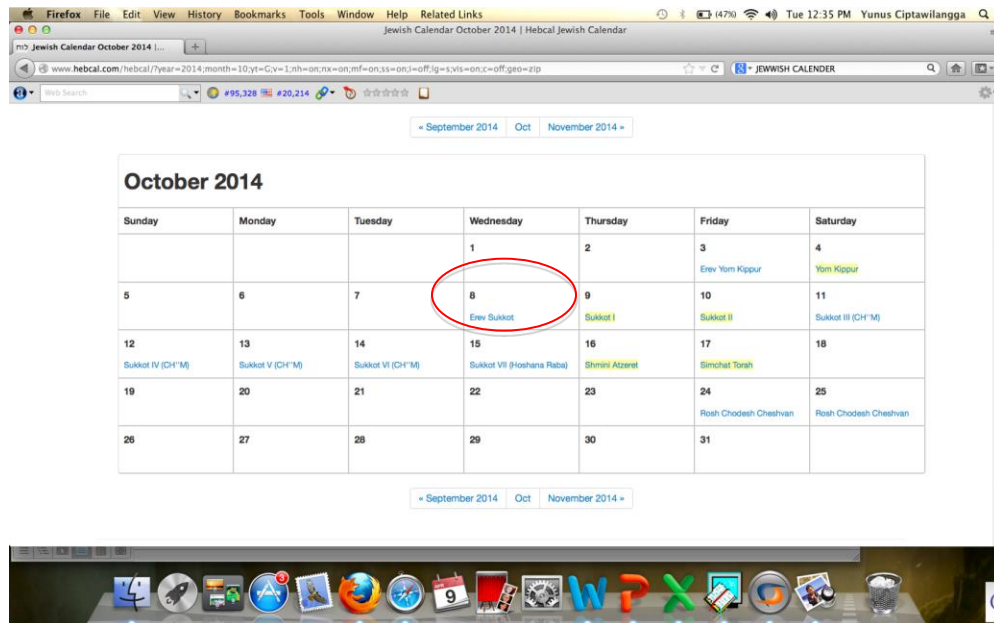 Firefox File Edit View History Bookmarks Tools Window Help Related Links (47%) Tue 12:35 PM Yunus Ciptawilangga
Jewish Calendar October 2014 | Hebcal Jewish Calendar
לוח Jewish Calendar October 2014 |... +
www.hebcal.com/hebcal/?year=2014;month=10;yt=G;v=1;nh=on;nx=on;mf=on;ss=on;i=off;lg=s;vis=on;c=off;geo=zip JEWWISH CALENDER
Web Search #95,328 #20,214
« September 2014 Oct November 2014 »
October 2014
Sunday Monday Tuesday Wednesday Thursday Friday Saturday
1 2 3 4
Erev Yom Kippur Yom Kippur
5 6 7 8 9 10 11
Erev Sukkot Sukkot I Sukkot II Sukkot III (CH''M)
12 13 14 15 16 17 18
Sukkot IV (CH''M) Sukkot V (CH''M) Sukkot VI (CH''M) Sukkot VII (Hoshana Raba) Shmini Atzeret Simchat Torah
19 20 21 22 23 24 25
Rosh Chodesh Cheshvan Rosh Chodesh Cheshvan
26 27 28 29 30 31
« September 2014 Oct November 2014 »
3
9